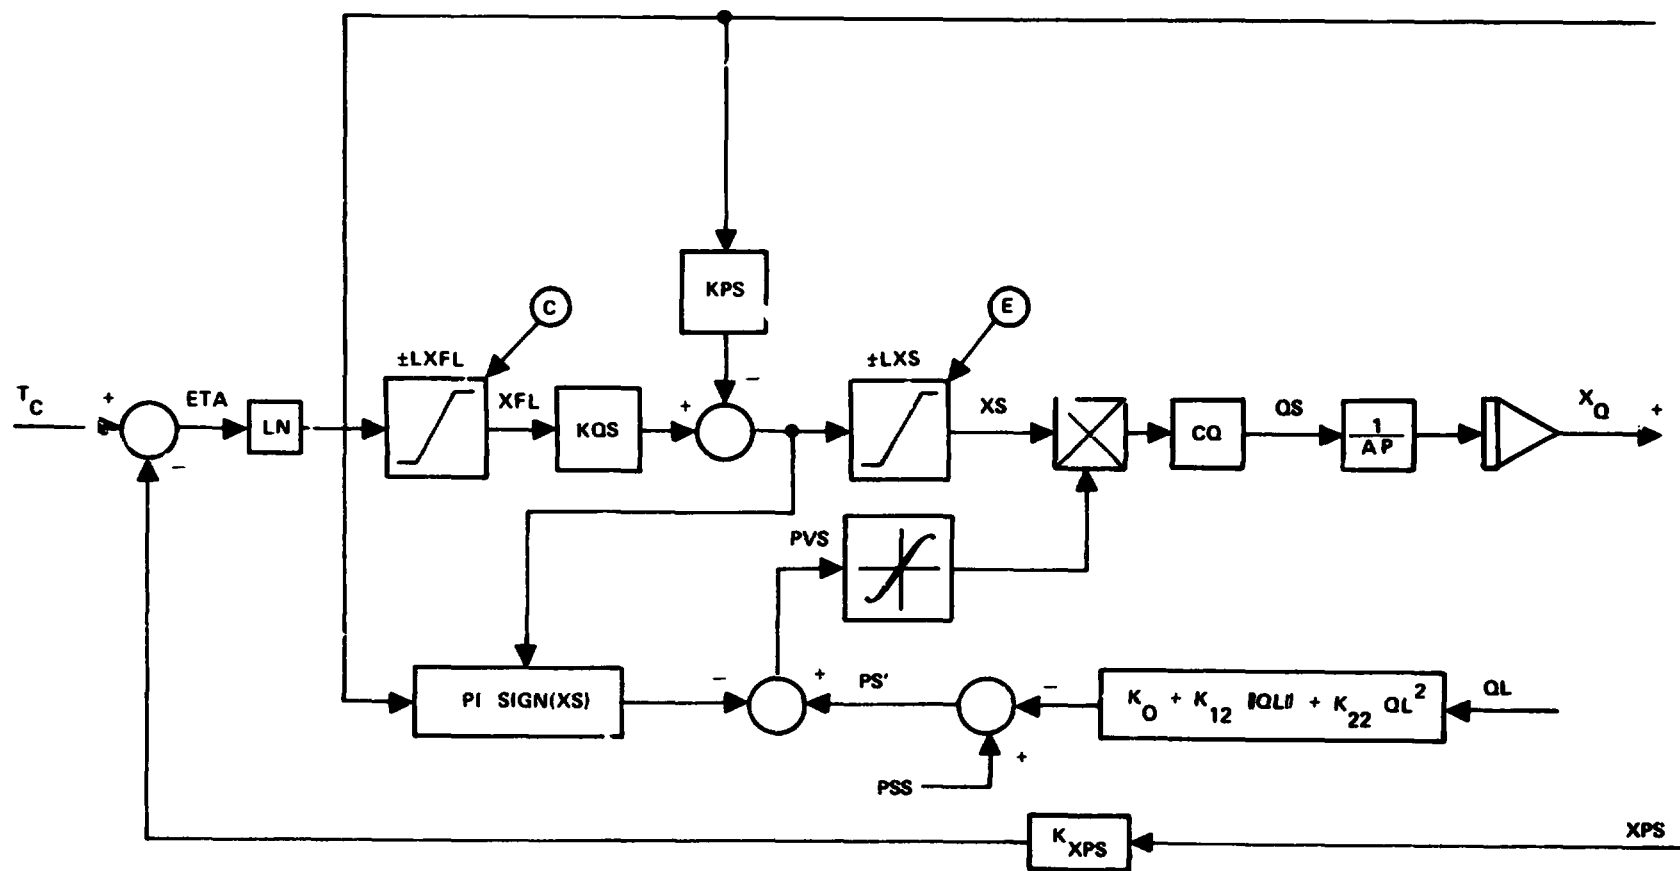 KPS
C
E
±LXFL
±LXS
T_C
+
ETA
LN
XFL
KQS
+
−
XS
CQ
QS
1
AP
X_Q
+
−
PVS
PI SIGN(XS)
−
+
PS'
−
K_0 + K_12 |QL| + K_22 QL^2
QL
+
PSS
K_XPS
XPS